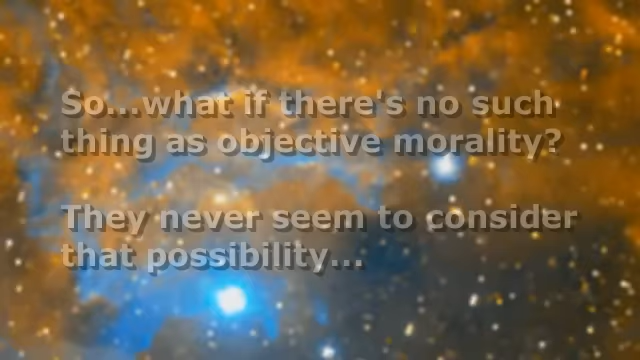 So...what if there's no such
thing as objective morality?
They never seem to consider
that possibility...